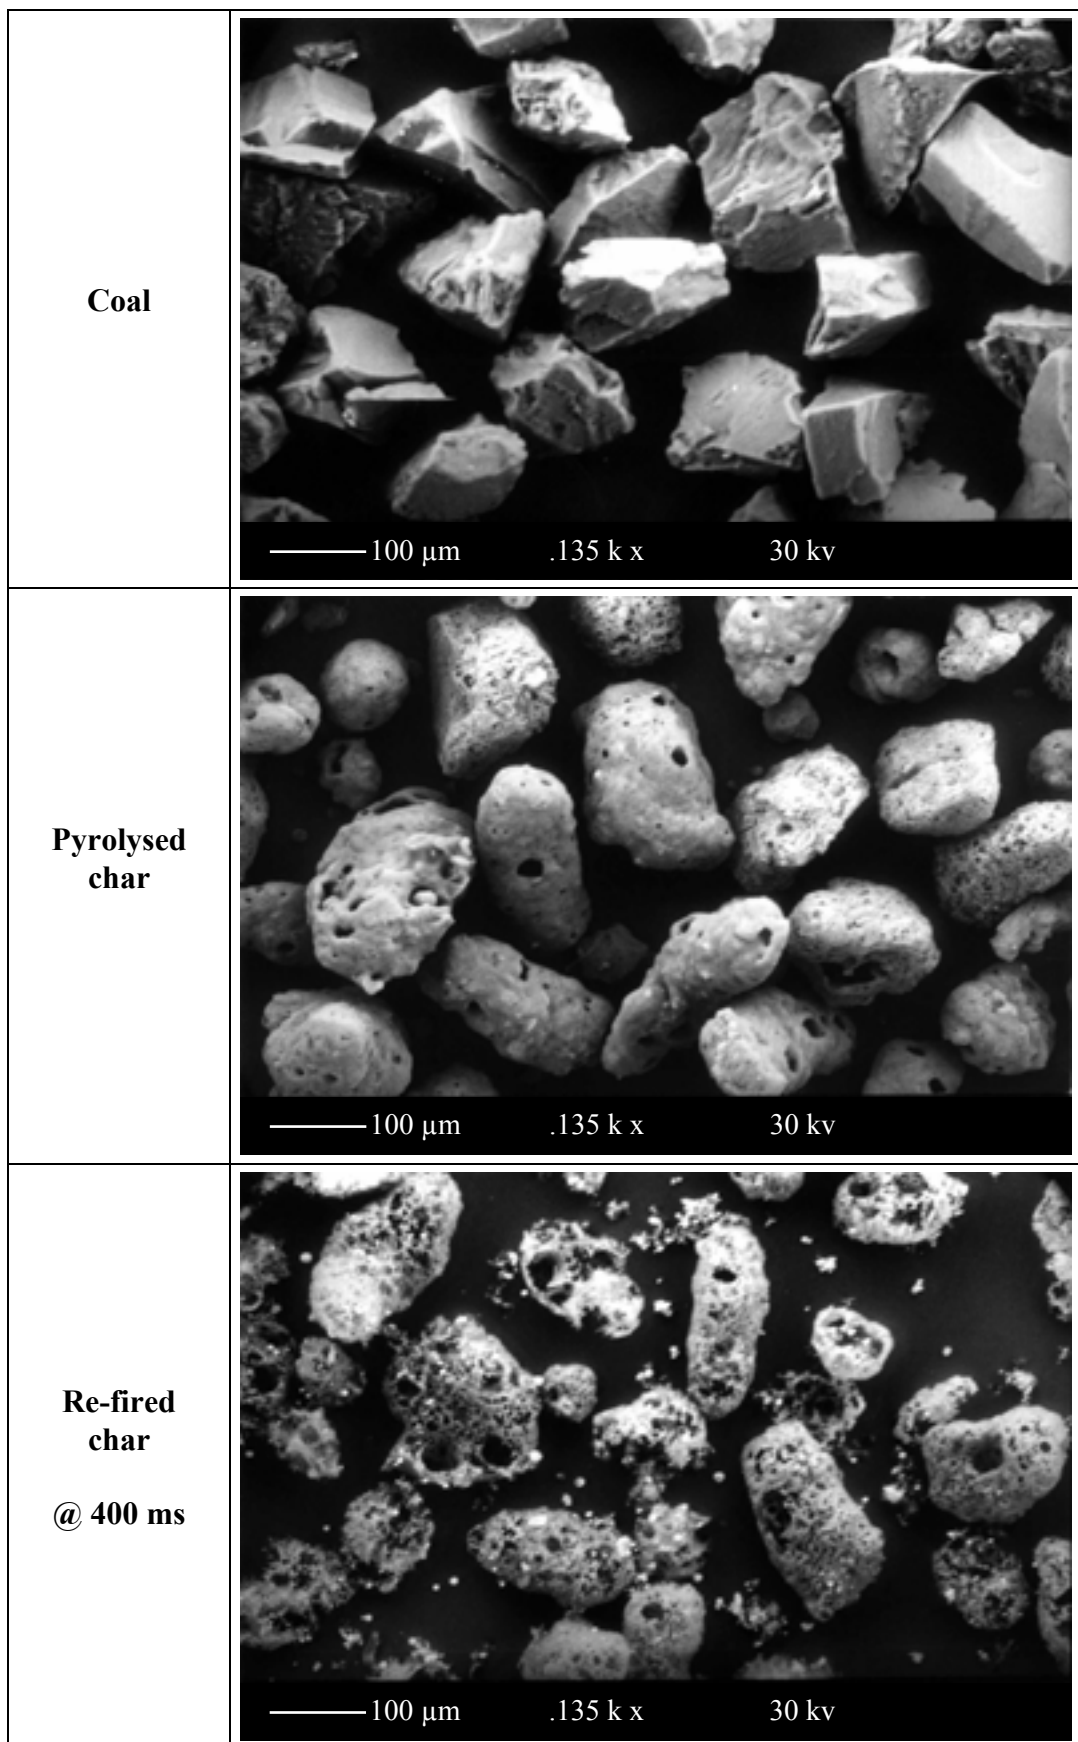 Coal
100 µm .135 k x 30 kv
Pyrolysed
char
100 µm .135 k x 30 kv
Re-fired
char
@ 400 ms
100 µm .135 k x 30 kv